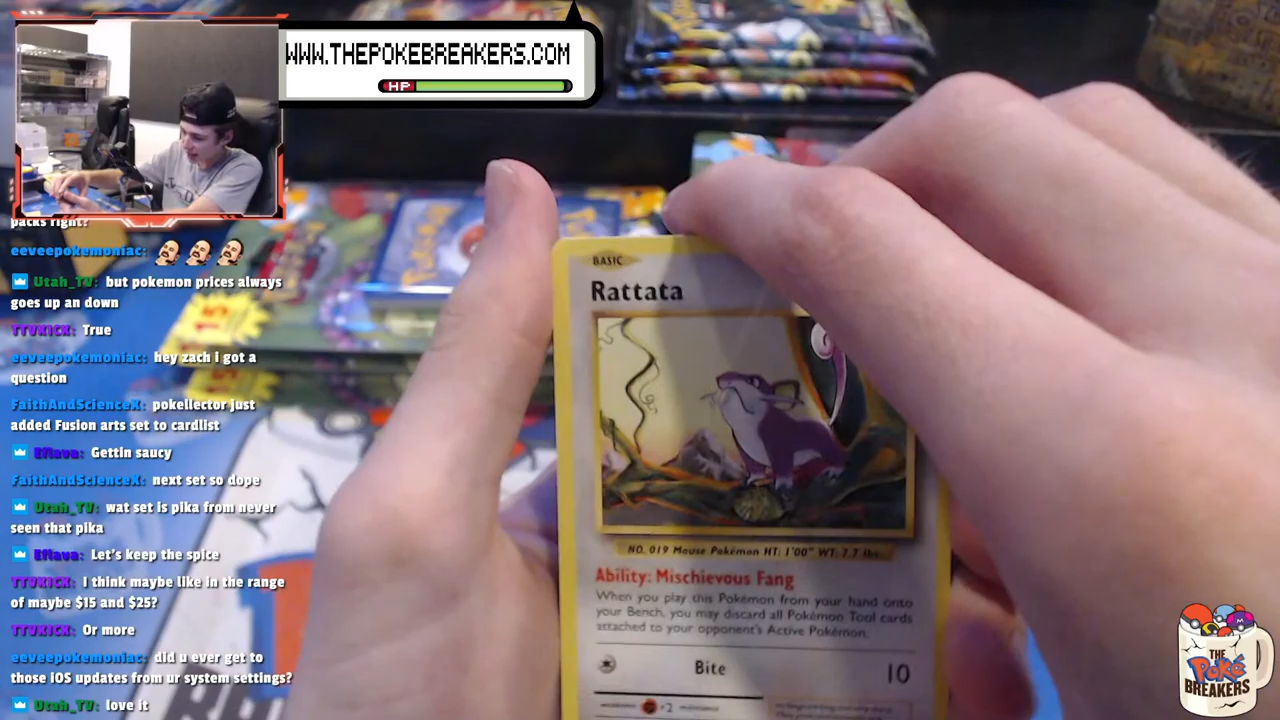 WWW.THEPOKEBREAKERS.COM
HP
packs right?
eeveepokemoniac:
Utah_TV: but pokemon prices always
goes up an down
TTVXICX: True
eeveepokemoniac: hey zach i got a
question
FaithAndScienceX: pokellector just
added Fusion arts set to cardlist
Eflava: Gettin saucy
FaithAndScienceX: next set so dope
Utah_TV: wat set is pika from never
seen that pika
Eflava: Let's keep the spice
TTVXICX: I think maybe like in the range
of maybe $15 and $25?
TTVXICX: Or more
eeveepokemoniac: did u ever get to
those iOS updates from ur system settings?
Utah_TV: love it
15
BASIC
Rattata
NO. 019 Mouse Pokémon HT: 1'00" WT: 7.7 lbs.
Ability: Mischievous Fang
When you play this Pokémon from your hand onto
your Bench, you may discard all Pokémon Tool cards
attached to your opponent's Active Pokémon.
Bite 10
×2
THE
Poké
BREAKERS